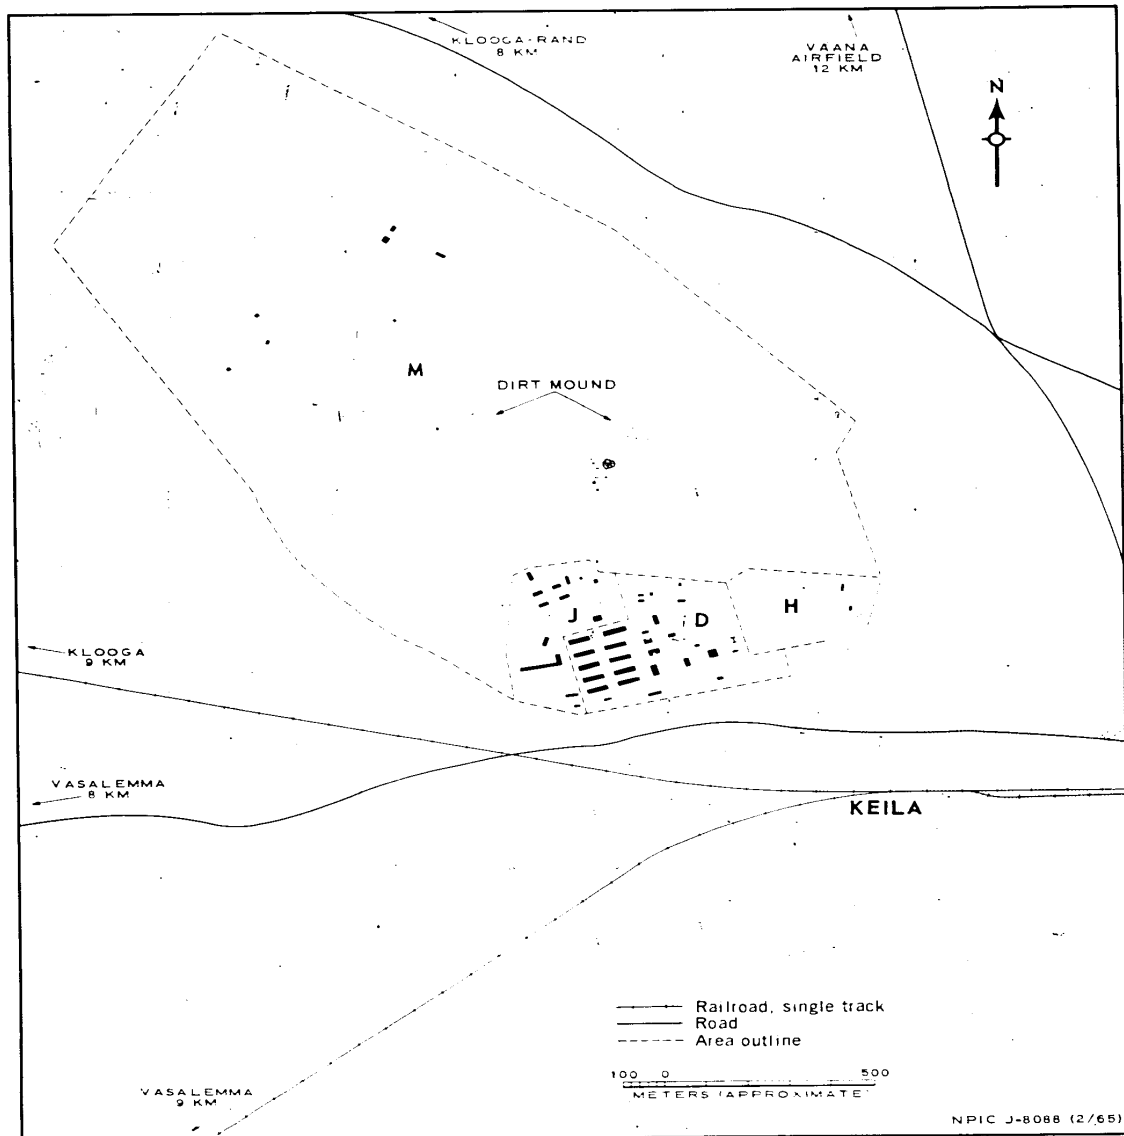 KLOOGA-RAND
8 KM
VAANA
AIRFIELD
12 KM
N
M
DIRT MOUND
J
D
H
KLOOGA
9 KM
VASALEMMA
8 KM
KEILA
Railroad, single track
Road
Area outline
100 0 500
METERS (APPROXIMATE)
VASALEMMA
9 KM
NPIC J-8088 (2/65)